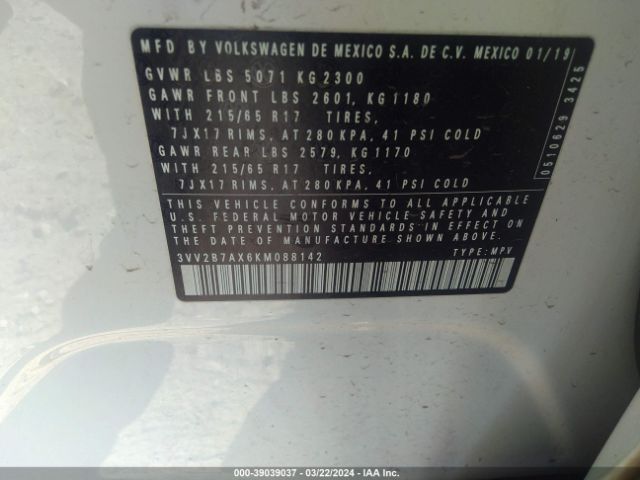 MFD BY VOLKSWAGEN DE MEXICO S.A. DE C.V. MEXICO 01/19
GVWR LBS 5071 KG 2300
GAWR FRONT LBS 2601, KG 1180
WITH 215/65 R17 TIRES,
7JX17 RIMS, AT 280 KPA, 41 PSI COLD
GAWR REAR LBS 2579, KG 1170
WITH 215/65 R17 TIRES,
7JX17 RIMS, AT 280 KPA, 41 PSI COLD
THIS VEHICLE CONFORMS TO ALL APPLICABLE
U.S. FEDERAL MOTOR VEHICLE SAFETY AND
THEFT PREVENTION STANDARDS IN EFFECT ON
THE DATE OF MANUFACTURE SHOWN ABOVE.
3VV2B7AX6KM088142 TYPE: MPV
0510629 3425
000-39039037 - 03/22/2024 - IAA Inc.